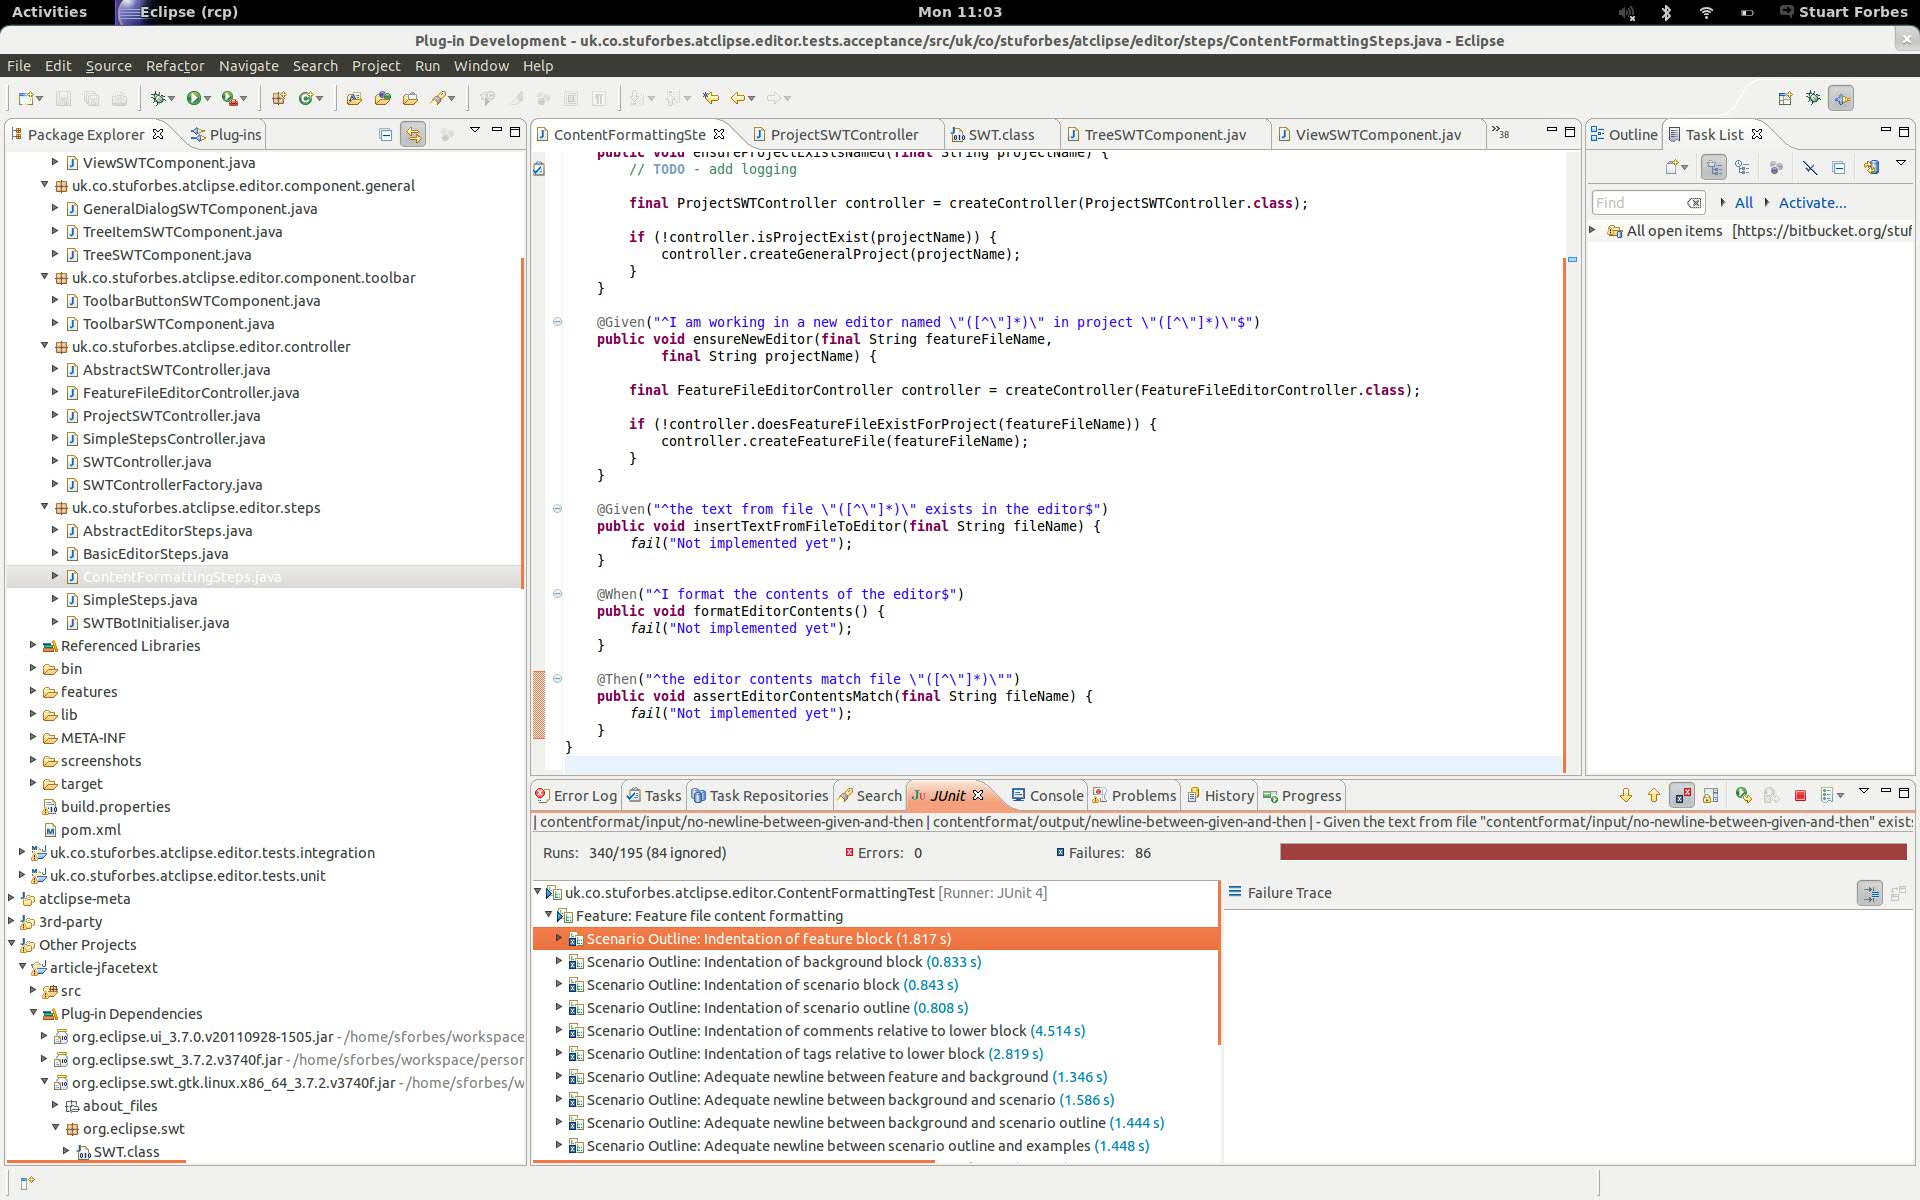 Activities
Eclipse (rcp)
Mon 11:03
Stuart Forbes
Plug-in Development - uk.co.stuforbes.atclipse.editor.tests.acceptance/src/uk/co/stuforbes/atclipse/editor/steps/ContentFormattingSteps.java - Eclipse
File Edit Source Refactor Navigate Search Project Run Window Help
Package Explorer
Plug-ins
ViewSWTComponent.java
uk.co.stuforbes.atclipse.editor.component.general
GeneralDialogSWTComponent.java
TreeItemSWTComponent.java
TreeSWTComponent.java
uk.co.stuforbes.atclipse.editor.component.toolbar
ToolbarButtonSWTComponent.java
ToolbarSWTComponent.java
uk.co.stuforbes.atclipse.editor.controller
AbstractSWTController.java
FeatureFileEditorController.java
ProjectSWTController.java
SimpleStepsController.java
SWTController.java
SWTControllerFactory.java
uk.co.stuforbes.atclipse.editor.steps
AbstractEditorSteps.java
BasicEditorSteps.java
ContentFormattingSteps.java
SimpleSteps.java
SWTBotInitialiser.java
Referenced Libraries
bin
features
lib
META-INF
screenshots
target
build.properties
pom.xml
uk.co.stuforbes.atclipse.editor.tests.integration
uk.co.stuforbes.atclipse.editor.tests.unit
atclipse-meta
3rd-party
Other Projects
article-jfacetext
src
Plug-in Dependencies
org.eclipse.ui_3.7.0.v20110928-1505.jar - /home/sforbes/workspace
org.eclipse.swt_3.7.2.v3740f.jar - /home/sforbes/workspace/person
org.eclipse.swt.gtk.linux.x86_64_3.7.2.v3740f.jar - /home/sforbes/w
about_files
org.eclipse.swt
SWT.class
ContentFormattingSte
ProjectSWTController
SWT.class
TreeSWTComponent.jav
ViewSWTComponent.jav
»38
public void ensureProjectExistsNamed(final String projectName) {
// TODO - add logging
final ProjectSWTController controller = createController(ProjectSWTController.class);
if (!controller.isProjectExist(projectName)) {
controller.createGeneralProject(projectName);
}
}
@Given("^I am working in a new editor named \"([^\"]*)\" in project \"([^\"]*)\"$")
public void ensureNewEditor(final String featureFileName,
final String projectName) {
final FeatureFileEditorController controller = createController(FeatureFileEditorController.class);
if (!controller.doesFeatureFileExistForProject(featureFileName)) {
controller.createFeatureFile(featureFileName);
}
}
@Given("^the text from file \"([^\"]*)\" exists in the editor$")
public void insertTextFromFileToEditor(final String fileName) {
fail("Not implemented yet");
}
@When("^I format the contents of the editor$")
public void formatEditorContents() {
fail("Not implemented yet");
}
@Then("^the editor contents match file \"([^\"]*)\"")
public void assertEditorContentsMatch(final String fileName) {
fail("Not implemented yet");
}
}
Outline
Task List
Find
All
Activate...
All open items [https://bitbucket.org/stuf
Error Log
Tasks
Task Repositories
Search
JUnit
Console
Problems
History
Progress
| contentformat/input/no-newline-between-given-and-then | contentformat/output/newline-between-given-and-then | - Given the text from file "contentformat/input/no-newline-between-given-and-then" exists
Runs: 340/195 (84 ignored)
Errors: 0
Failures: 86
uk.co.stuforbes.atclipse.editor.ContentFormattingTest [Runner: JUnit 4]
Feature: Feature file content formatting
Scenario Outline: Indentation of feature block (1.817 s)
Scenario Outline: Indentation of background block (0.833 s)
Scenario Outline: Indentation of scenario block (0.843 s)
Scenario Outline: Indentation of scenario outline (0.808 s)
Scenario Outline: Indentation of comments relative to lower block (4.514 s)
Scenario Outline: Indentation of tags relative to lower block (2.819 s)
Scenario Outline: Adequate newline between feature and background (1.346 s)
Scenario Outline: Adequate newline between background and scenario (1.586 s)
Scenario Outline: Adequate newline between background and scenario outline (1.444 s)
Scenario Outline: Adequate newline between scenario outline and examples (1.448 s)
Failure Trace